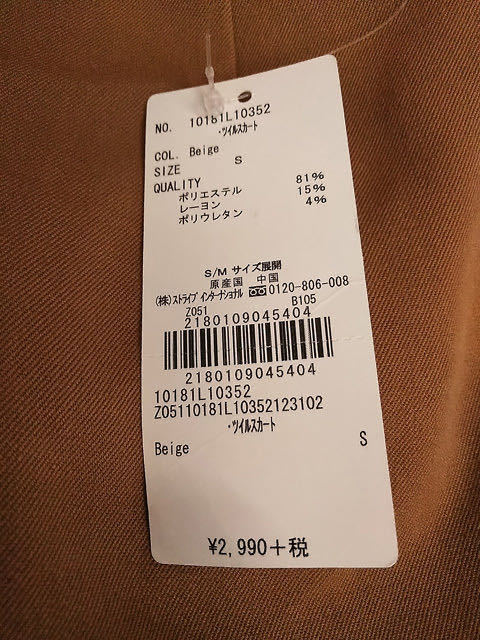 NO. 10181L10352
・ツイルスカート
COL. Beige
SIZE S
QUALITY
ポリエステル 81%
レーヨン 15%
ポリウレタン 4%
S/M サイズ展開
原産国 中国
(株)ストライプ インターナショナル 0120-806-008
Z051 B105
2180109045404
2180109045404
10181L10352
Z05110181L10352123102
・ツイルスカート
Beige S
¥2,990+税